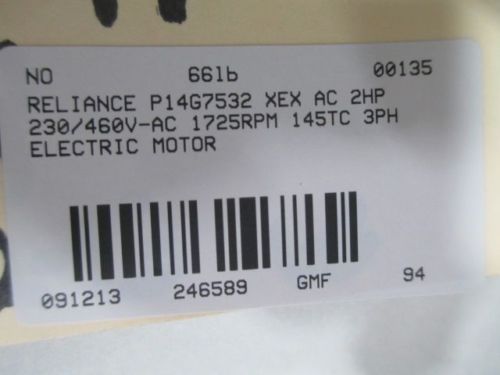 NO 66lb 00135
RELIANCE P14G7532 XEX AC 2HP
230/460V-AC 1725RPM 145TC 3PH
ELECTRIC MOTOR
091213 246589 GMF 94